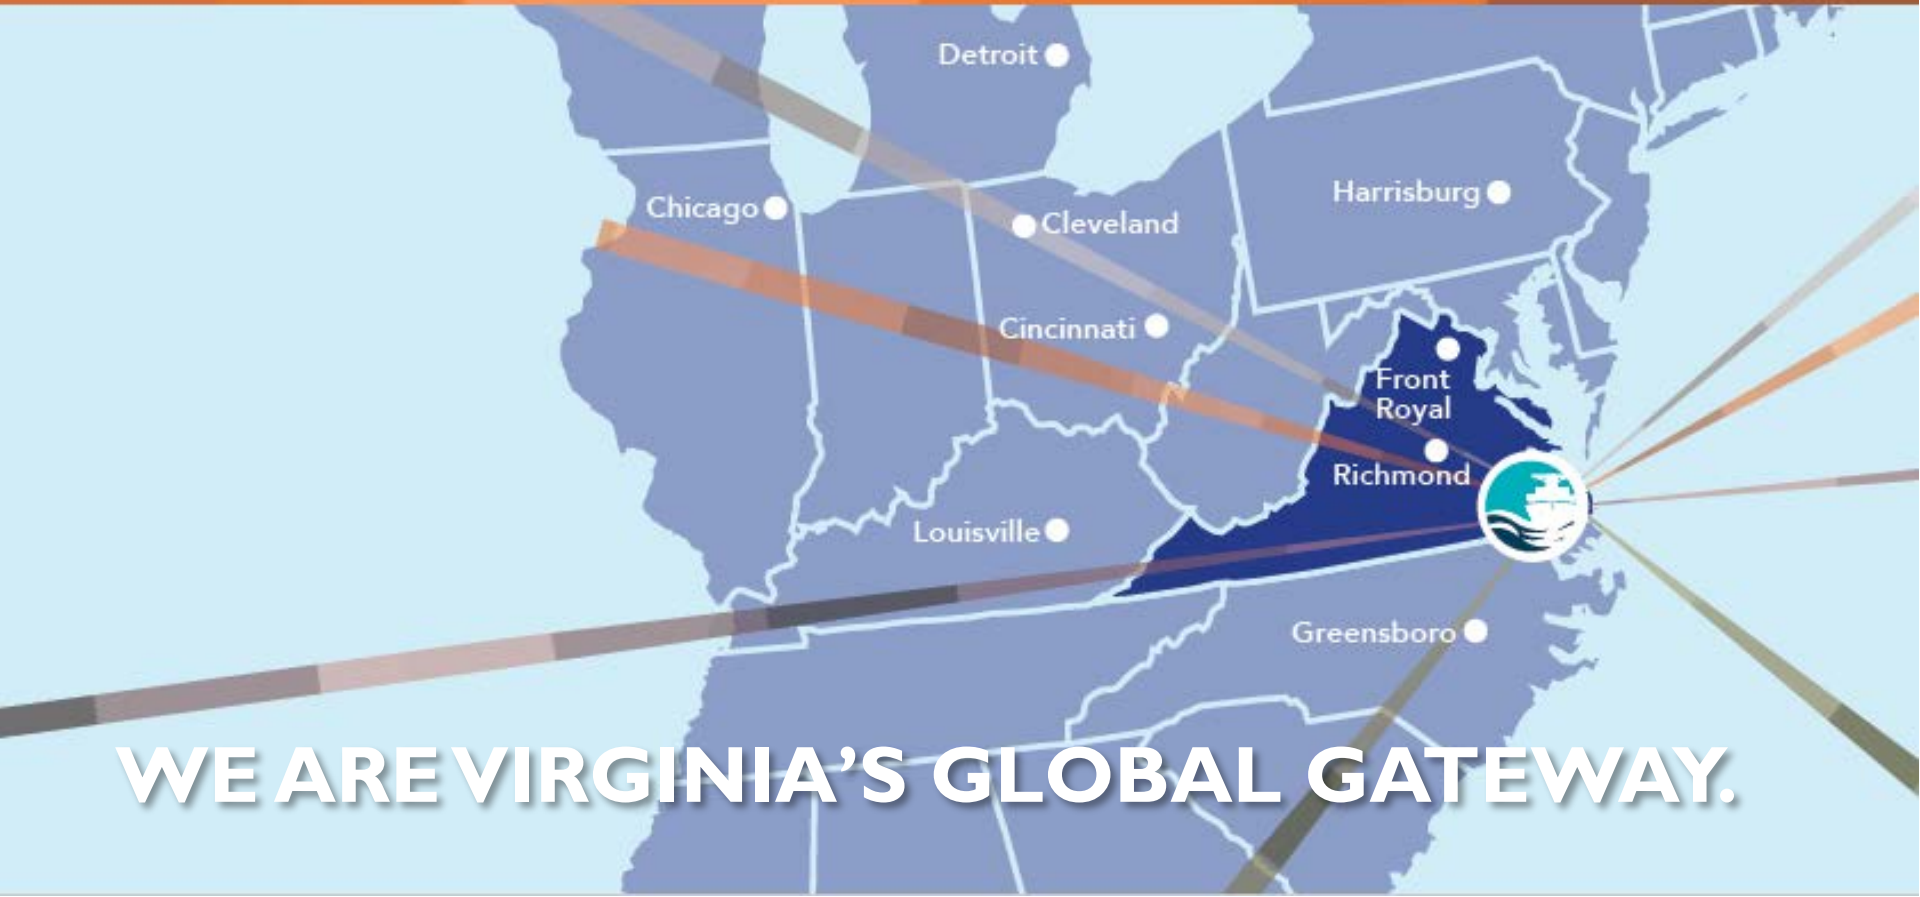 Detroit
Chicago
Harrisburg
Cleveland
Cincinnati
Front
Royal
Richmond
Louisville
Greensboro
WE ARE VIRGINIA’S GLOBAL GATEWAY.